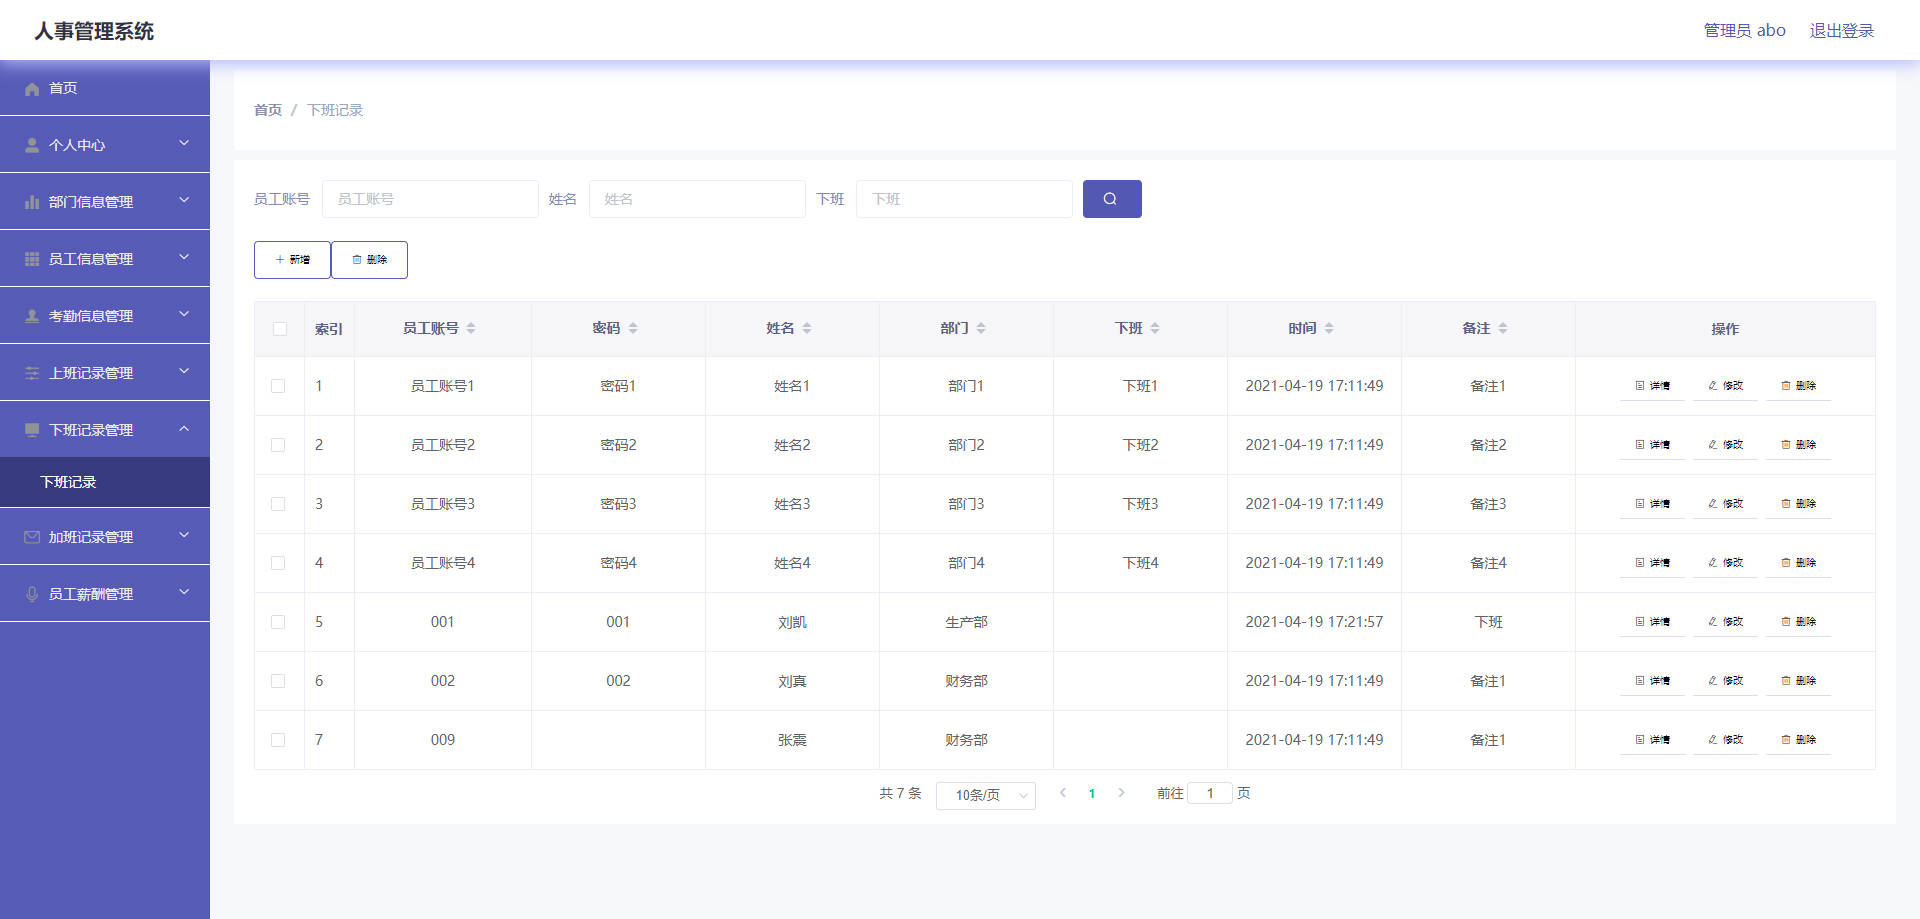 人事管理系统
管理员 abo 退出登录
首页
个人中心
部门信息管理
员工信息管理
考勤信息管理
上班记录管理
下班记录管理
下班记录
加班记录管理
员工薪酬管理
首页 / 下班记录
员工账号 员工账号 姓名 姓名 下班 下班
新增 删除
索引 员工账号 密码 姓名 部门 下班 时间 备注 操作
1 员工账号1 密码1 姓名1 部门1 下班1 2021-04-19 17:11:49 备注1 详情 修改 删除
2 员工账号2 密码2 姓名2 部门2 下班2 2021-04-19 17:11:49 备注2 详情 修改 删除
3 员工账号3 密码3 姓名3 部门3 下班3 2021-04-19 17:11:49 备注3 详情 修改 删除
4 员工账号4 密码4 姓名4 部门4 下班4 2021-04-19 17:11:49 备注4 详情 修改 删除
5 001 001 刘凯 生产部 2021-04-19 17:21:57 下班 详情 修改 删除
6 002 002 刘真 财务部 2021-04-19 17:11:49 备注1 详情 修改 删除
7 009 张震 财务部 2021-04-19 17:11:49 备注1 详情 修改 删除
共 7 条 10条/页 1 前往 1 页